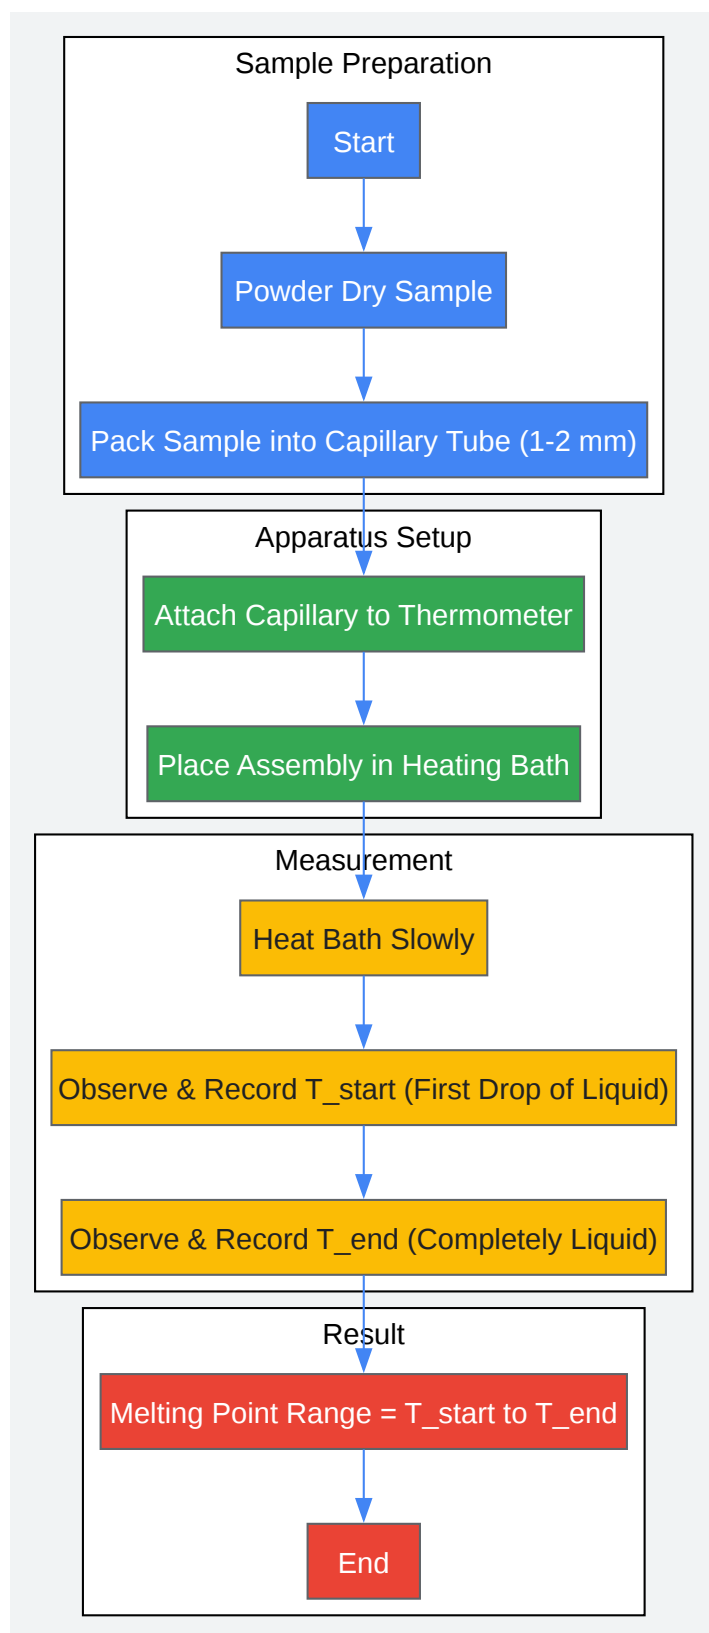 Sample Preparation
Start
Powder Dry Sample
Pack Sample into Capillary Tube (1-2 mm)
Apparatus Setup
Attach Capillary to Thermometer
Place Assembly in Heating Bath
Measurement
Heat Bath Slowly
Observe & Record T_start (First Drop of Liquid)
Observe & Record T_end (Completely Liquid)
Result
Melting Point Range = T_start to T_end
End